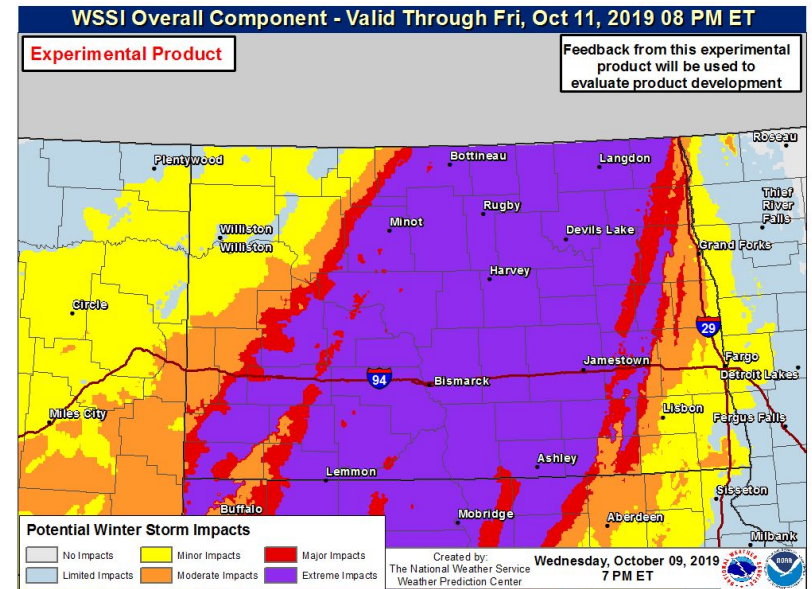 WSSI Overall Component - Valid Through Fri, Oct 11, 2019 08 PM ET
Experimental Product
Feedback from this experimental
product will be used to
evaluate product development
Roseau
Plentywood
Bottineau
Langdon
Thief
River
Falls
Rugby
Minot
Williston
Williston
Devils Lake
Grand Forks
Harvey
Circle
29
Jamestown
Fargo
94
Bismarck
Detroit Lakes
Miles City
Lisbon
Fergus Falls
Ashley
Lemmon
Sisseton
Buffalo
Mobridge
Aberdeen
Milbank
Potential Winter Storm Impacts
No Impacts
Minor Impacts
Major Impacts
Limited Impacts
Moderate Impacts
Extreme Impacts
Created by:
The National Weather Service
Weather Prediction Center
Wednesday, October 09, 2019
7 PM ET
NOAA